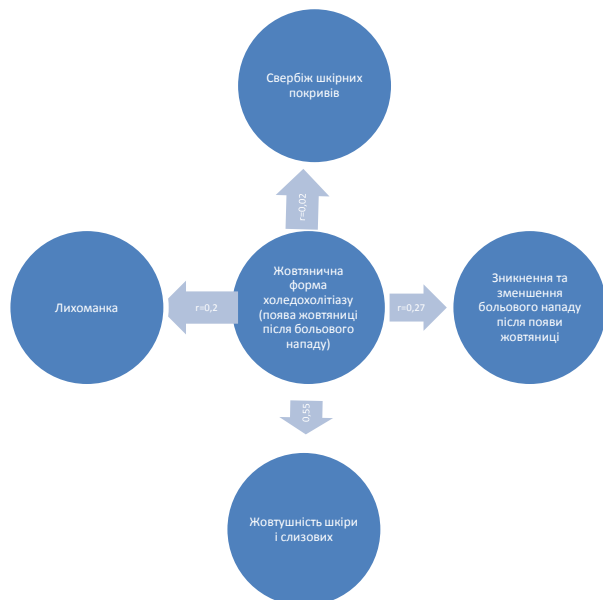 Свербіж шкірних
покривів
r=0,02
Лихоманка
r=0,2
Жовтянична
форма
холедохолітіазу
(поява жовтяниці
після больового
нападу)
r=0,27
Зникнення та
зменшення
больового нападу
після появи
жовтяниці
0,55
Жовтушність шкіри
і слизових